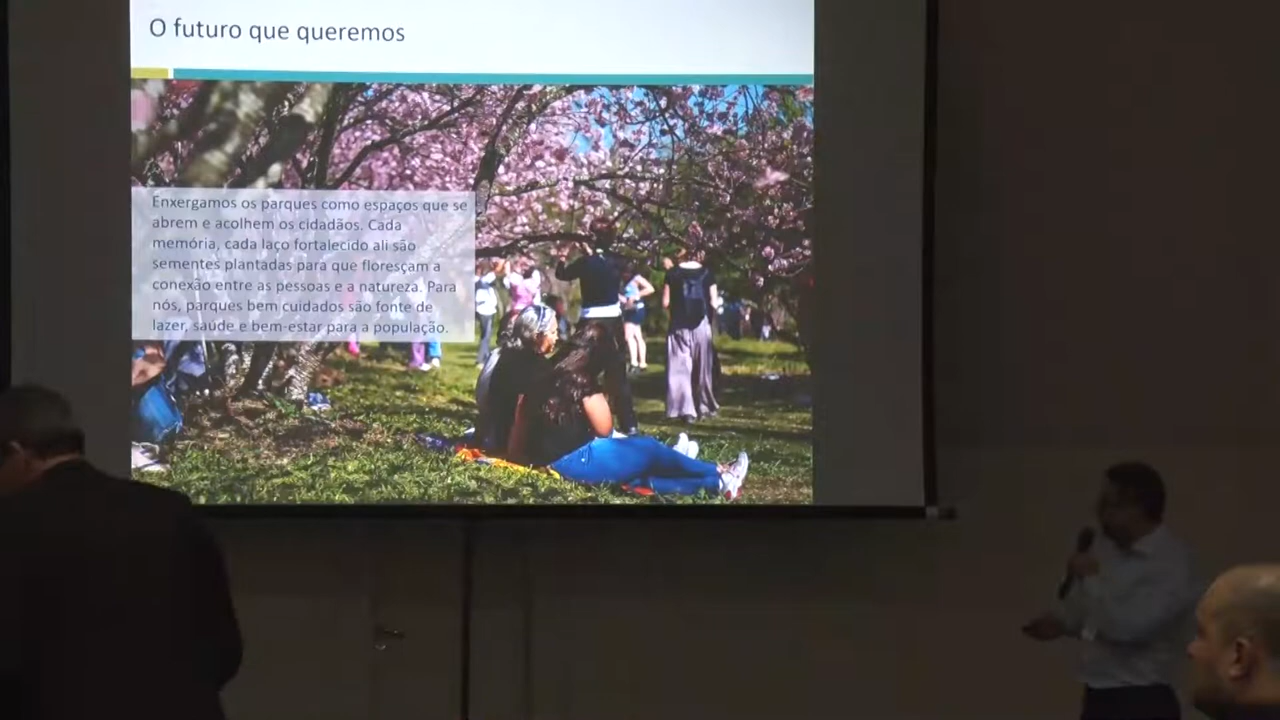 O futuro que queremos
Enxergamos os parques como espaços que se
abrem e acolhem os cidadãos. Cada
memória, cada laço fortalecido ali são
sementes plantadas para que floresçam a
conexão entre as pessoas e a natureza. Para
nós, parques bem cuidados são fonte de
lazer, saúde e bem-estar para a população.